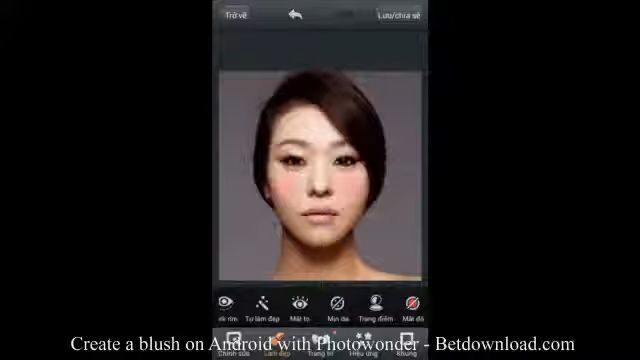 Trở về
Lưu/chia sẻ
Tự làm đẹp
Mắt to
Mịn da
Trang điểm
Mắt đỏ
Chỉnh sửa
Làm đẹp
Trang trí
Hiệu ứng
Khung
Create a blush on Android with Photowonder - Betdownload.com